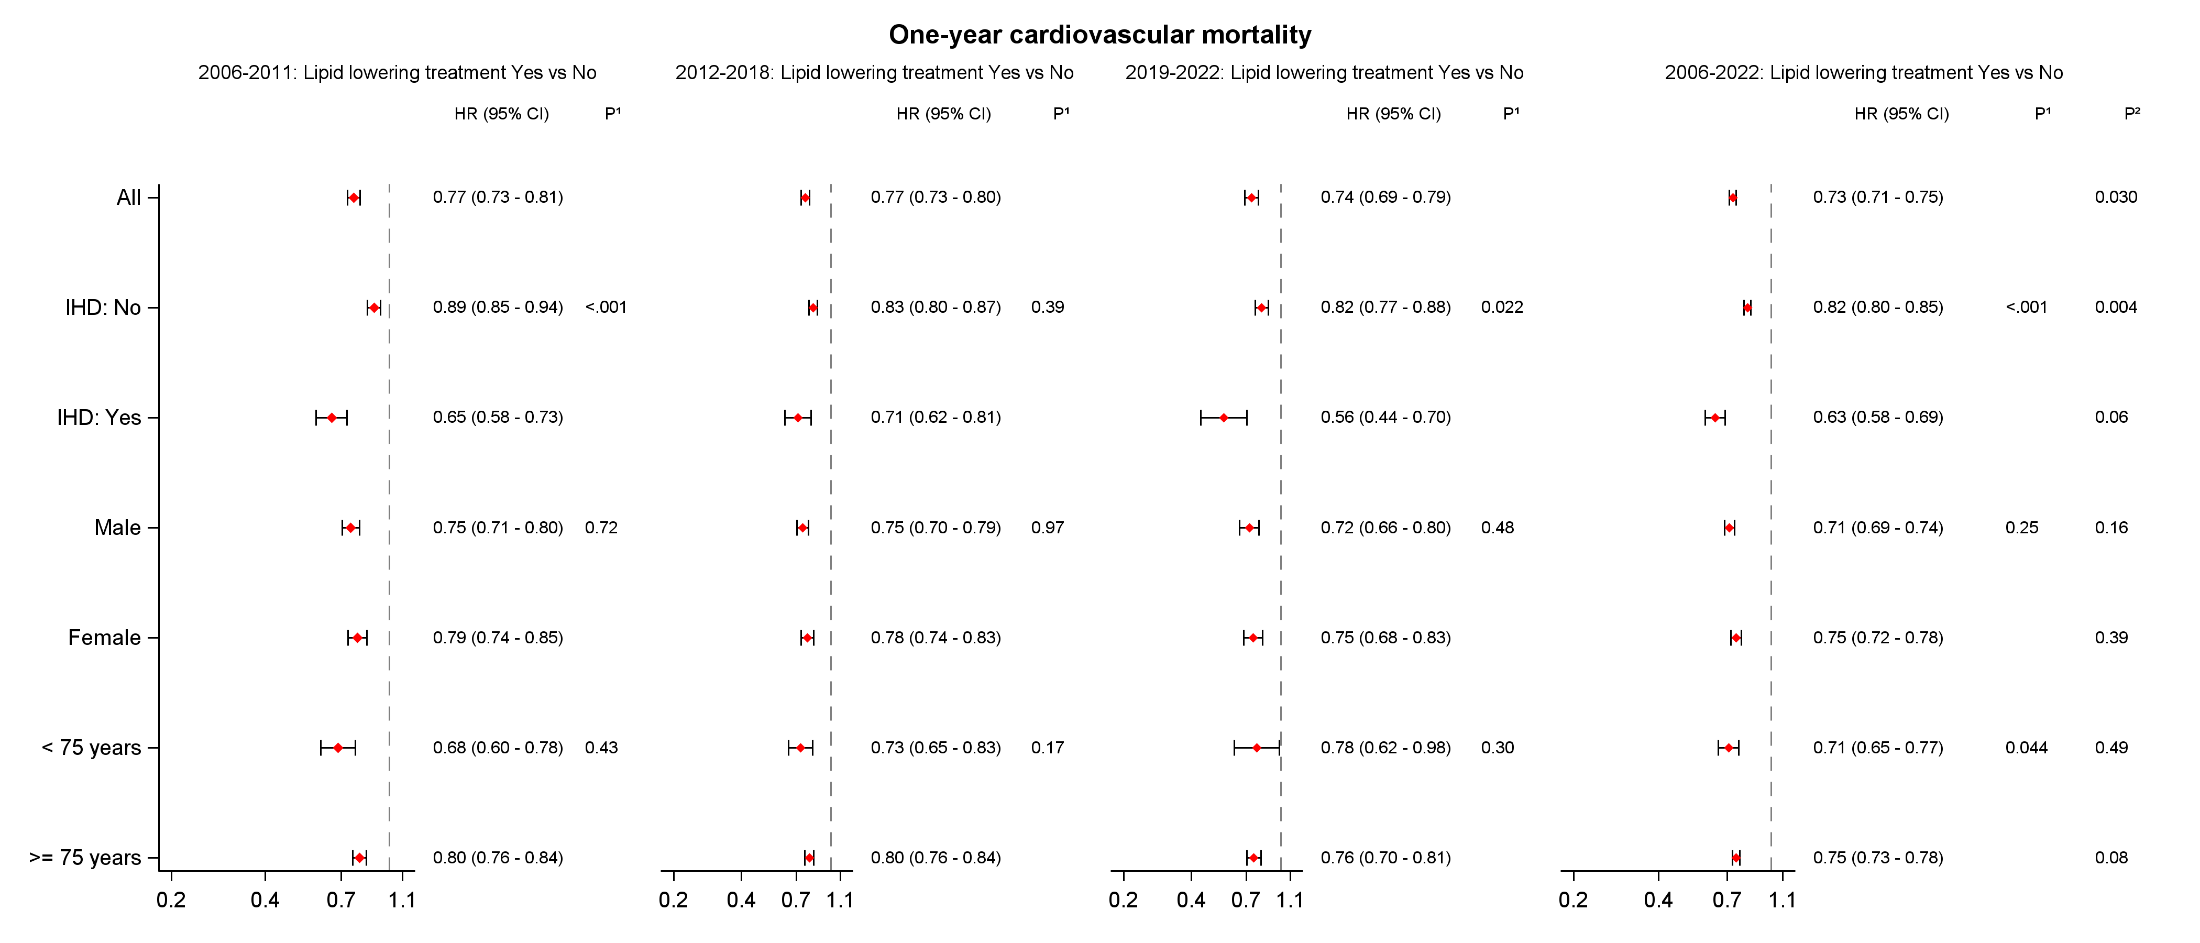 One-year cardiovascular mortality
2006-2011: Lipid lowering treatment Yes vs No 2012-2018: Lipid lowering treatment Yes vs No 2019-2022: Lipid lowering treatment Yes vs No 2006-2022: Lipid lowering treatment Yes vs No
HR (95% CI) P¹ HR (95% CI) P¹ HR (95% CI) P¹ HR (95% CI) P¹ P²
All 0.77 (0.73 - 0.81) 0.77 (0.73 - 0.80) 0.74 (0.69 - 0.79) 0.73 (0.71 - 0.75) 0.030
IHD: No 0.89 (0.85 - 0.94) <.001 0.83 (0.80 - 0.87) 0.39 0.82 (0.77 - 0.88) 0.022 0.82 (0.80 - 0.85) <.001 0.004
IHD: Yes 0.65 (0.58 - 0.73) 0.71 (0.62 - 0.81) 0.56 (0.44 - 0.70) 0.63 (0.58 - 0.69) 0.06
Male 0.75 (0.71 - 0.80) 0.72 0.75 (0.70 - 0.79) 0.97 0.72 (0.66 - 0.80) 0.48 0.71 (0.69 - 0.74) 0.25 0.16
Female 0.79 (0.74 - 0.85) 0.78 (0.74 - 0.83) 0.75 (0.68 - 0.83) 0.75 (0.72 - 0.78) 0.39
< 75 years 0.68 (0.60 - 0.78) 0.43 0.73 (0.65 - 0.83) 0.17 0.78 (0.62 - 0.98) 0.30 0.71 (0.65 - 0.77) 0.044 0.49
>= 75 years 0.80 (0.76 - 0.84) 0.80 (0.76 - 0.84) 0.76 (0.70 - 0.81) 0.75 (0.73 - 0.78) 0.08
0.2 0.4 0.7 1.1 0.2 0.4 0.7 1.1 0.2 0.4 0.7 1.1 0.2 0.4 0.7 1.1